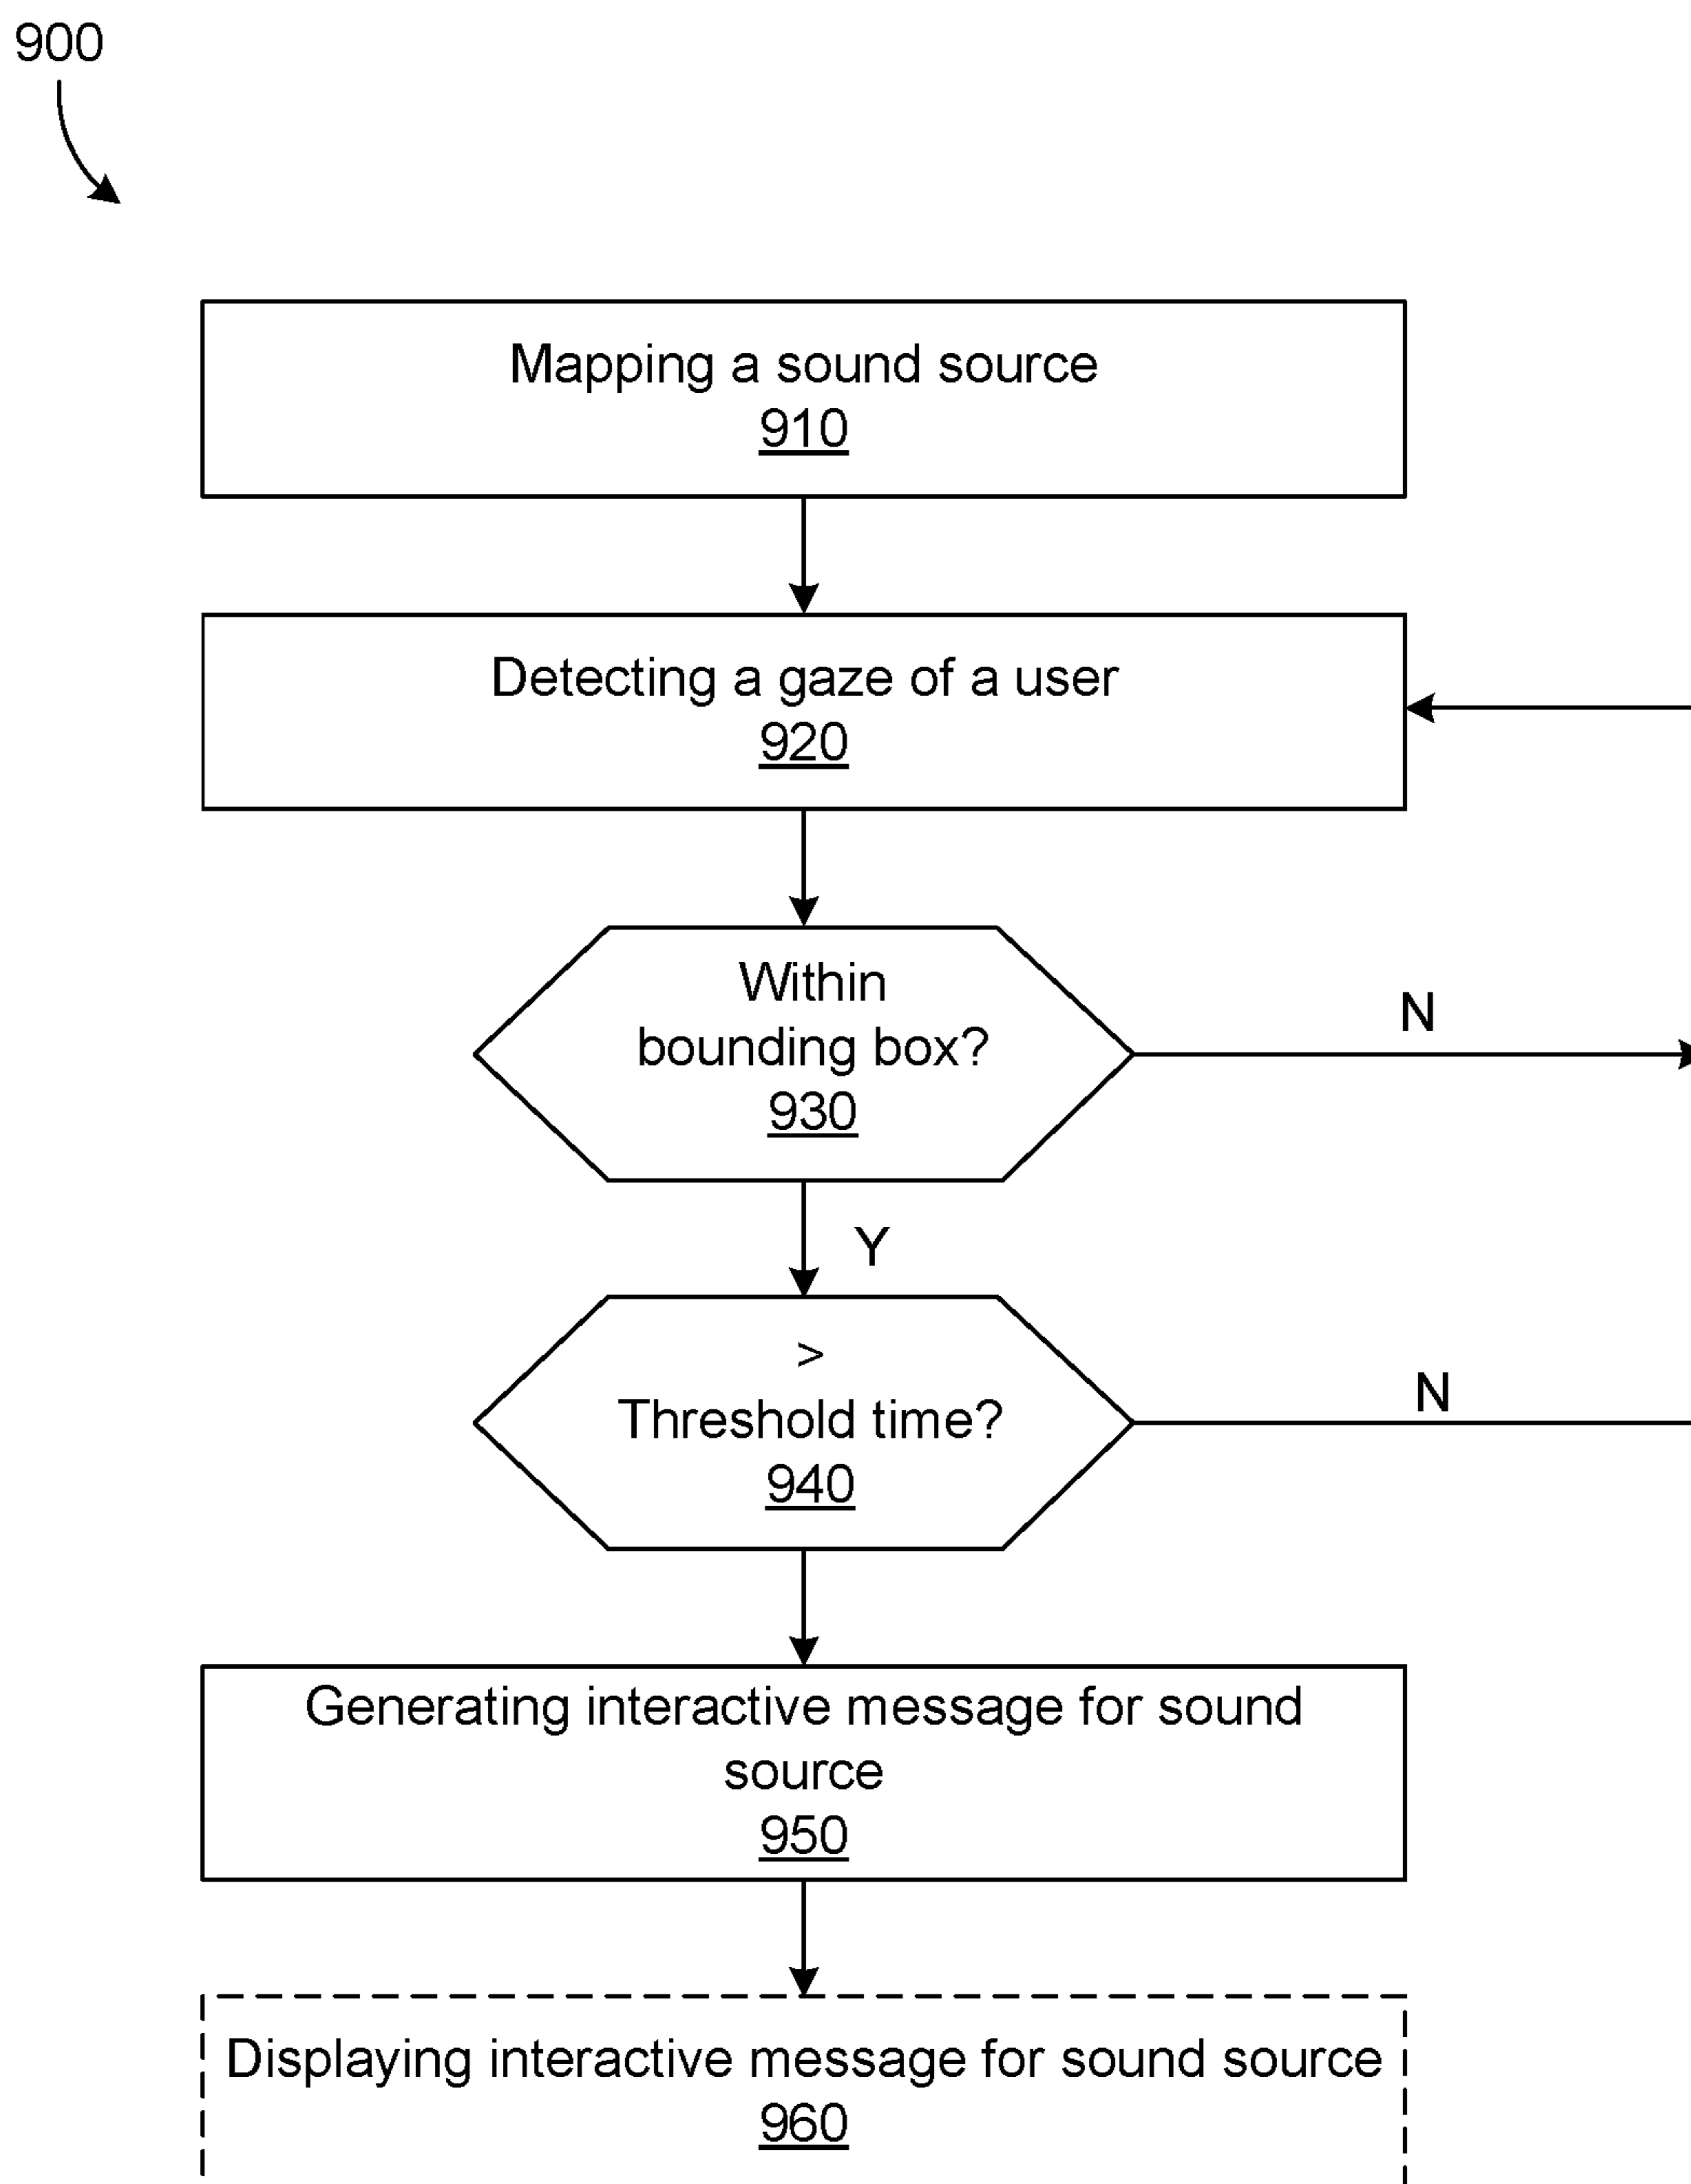 900
Mapping a sound source
910
Detecting a gaze of a user
920
Within
bounding box?
930
N
Y
>
Threshold time?
940
N
Generating interactive message for sound
source
950
Displaying interactive message for sound source
960